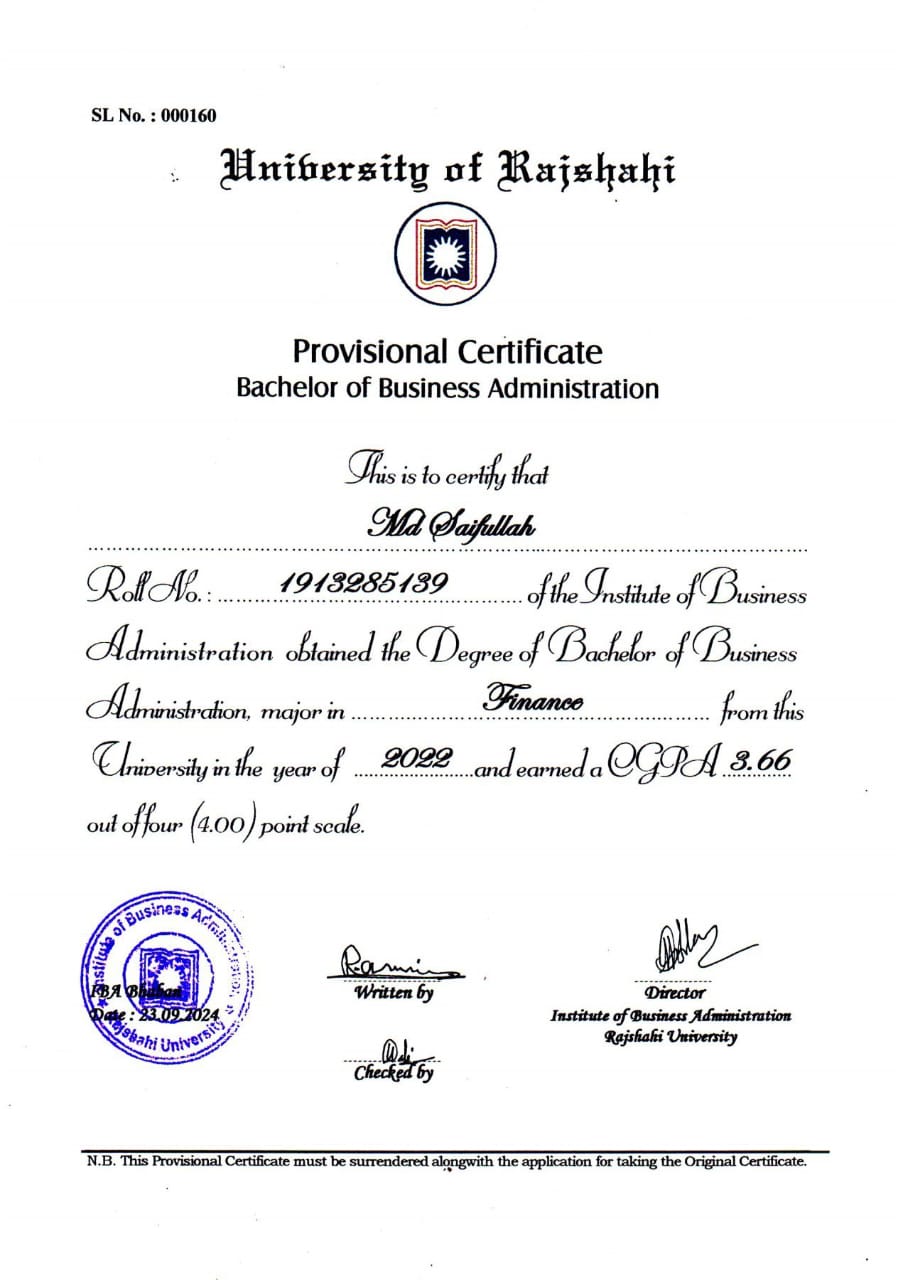 SL No. : 000160
University of Rajshahi
Provisional Certificate
Bachelor of Business Administration
This is to certify that
Md Saifullah
Roll No. : 1913285139 of the Institute of Business
Administration obtained the Degree of Bachelor of Business
Administration, major in Finance from this
University in the year of 2022 and earned a CGPA 3.66
out of four (4.00) point scale.
Institute of Business Administration
IBA Bhaban
Date : 23.09.2024
Rajshahi University
Written by
Checked by
Director
Institute of Business Administration
Rajshahi University
N.B. This Provisional Certificate must be surrendered alongwith the application for taking the Original Certificate.